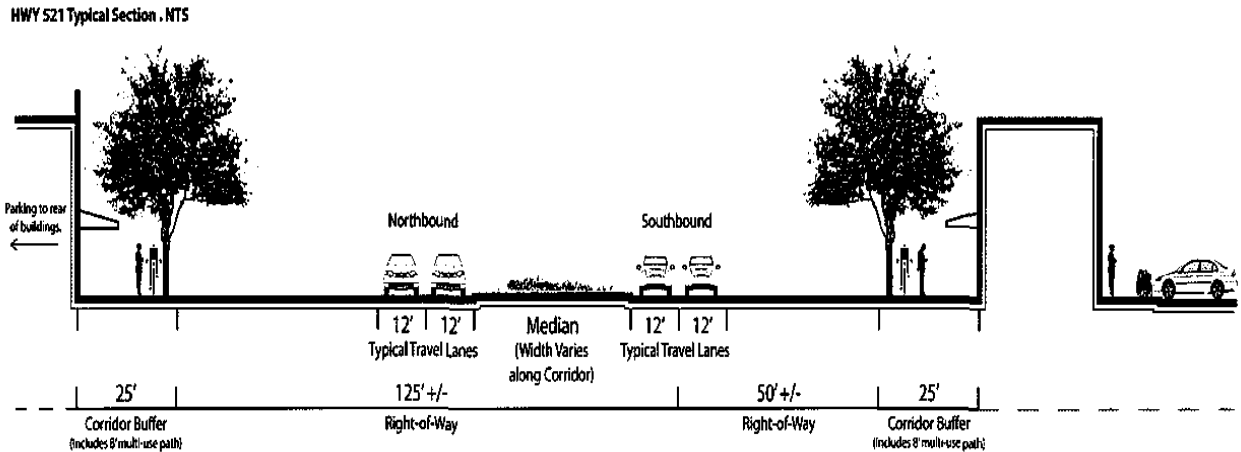 HWY 521 Typical Section . NTS
Parking to rear
of buildings.
Northbound
Southbound
12' 12'
Typical Travel Lanes
Median
(Width Varies
along Corridor)
12' 12'
Typical Travel Lanes
25'
Corridor Buffer
(Includes 8' multi-use path)
125' +/-
Right-of-Way
50' +/-
Right-of-Way
25'
Corridor Buffer
(Includes 8' multi-use path)